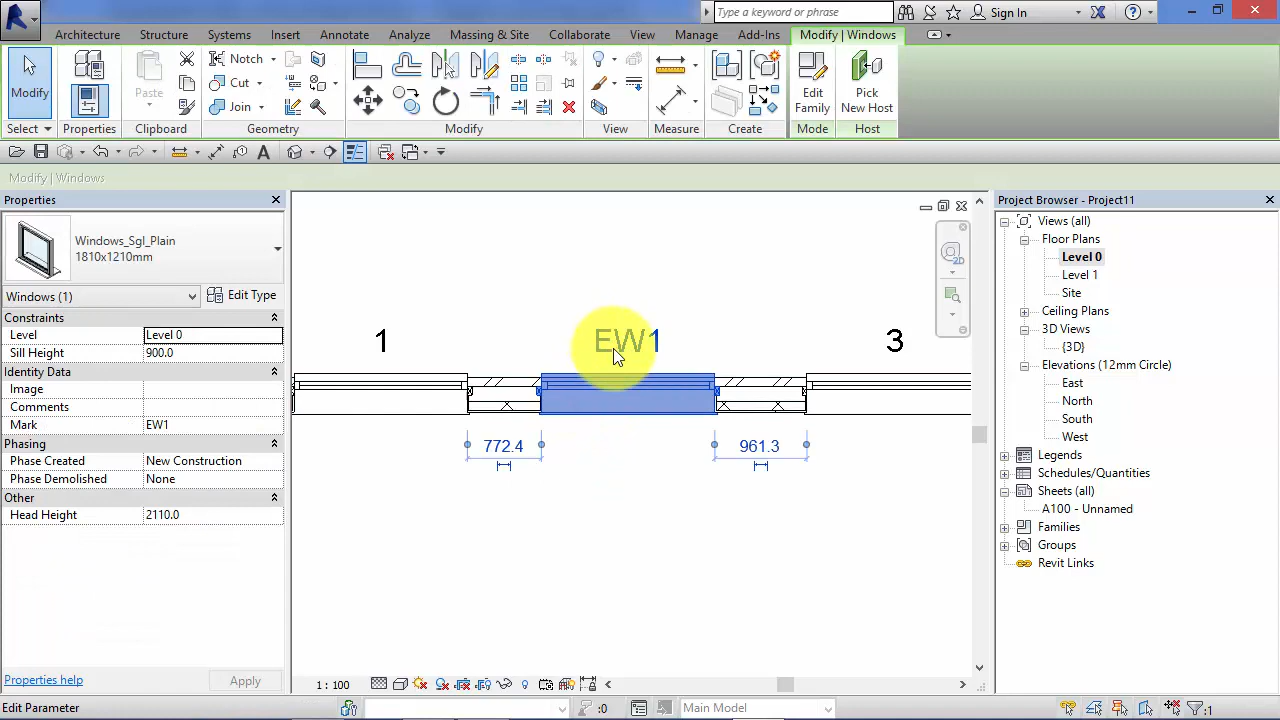 Type a keyword or phrase
Sign In
Architecture Structure Systems Insert Annotate Analyze Massing & Site Collaborate View Manage Add-Ins Modify | Windows
Modify
Paste
Notch
Cut
Join
Edit Family
Pick New Host
Select Properties Clipboard Geometry Modify View Measure Create Mode Host
Modify | Windows
Properties
Windows_Sgl_Plain
1810x1210mm
Windows (1)
Edit Type
Constraints
Level Level 0
Sill Height 900.0
Identity Data
Image
Comments
Mark EW1
Phasing
Phase Created New Construction
Phase Demolished None
Other
Head Height 2110.0
Properties help
Apply
1
EW1
3
772.4
961.3
2D
1 : 100
Project Browser - Project11
Views (all)
Floor Plans
Level 0
Level 1
Site
Ceiling Plans
3D Views
{3D}
Elevations (12mm Circle)
East
North
South
West
Legends
Schedules/Quantities
Sheets (all)
A100 - Unnamed
Families
Groups
Revit Links
Edit Parameter
:0
Main Model
:1